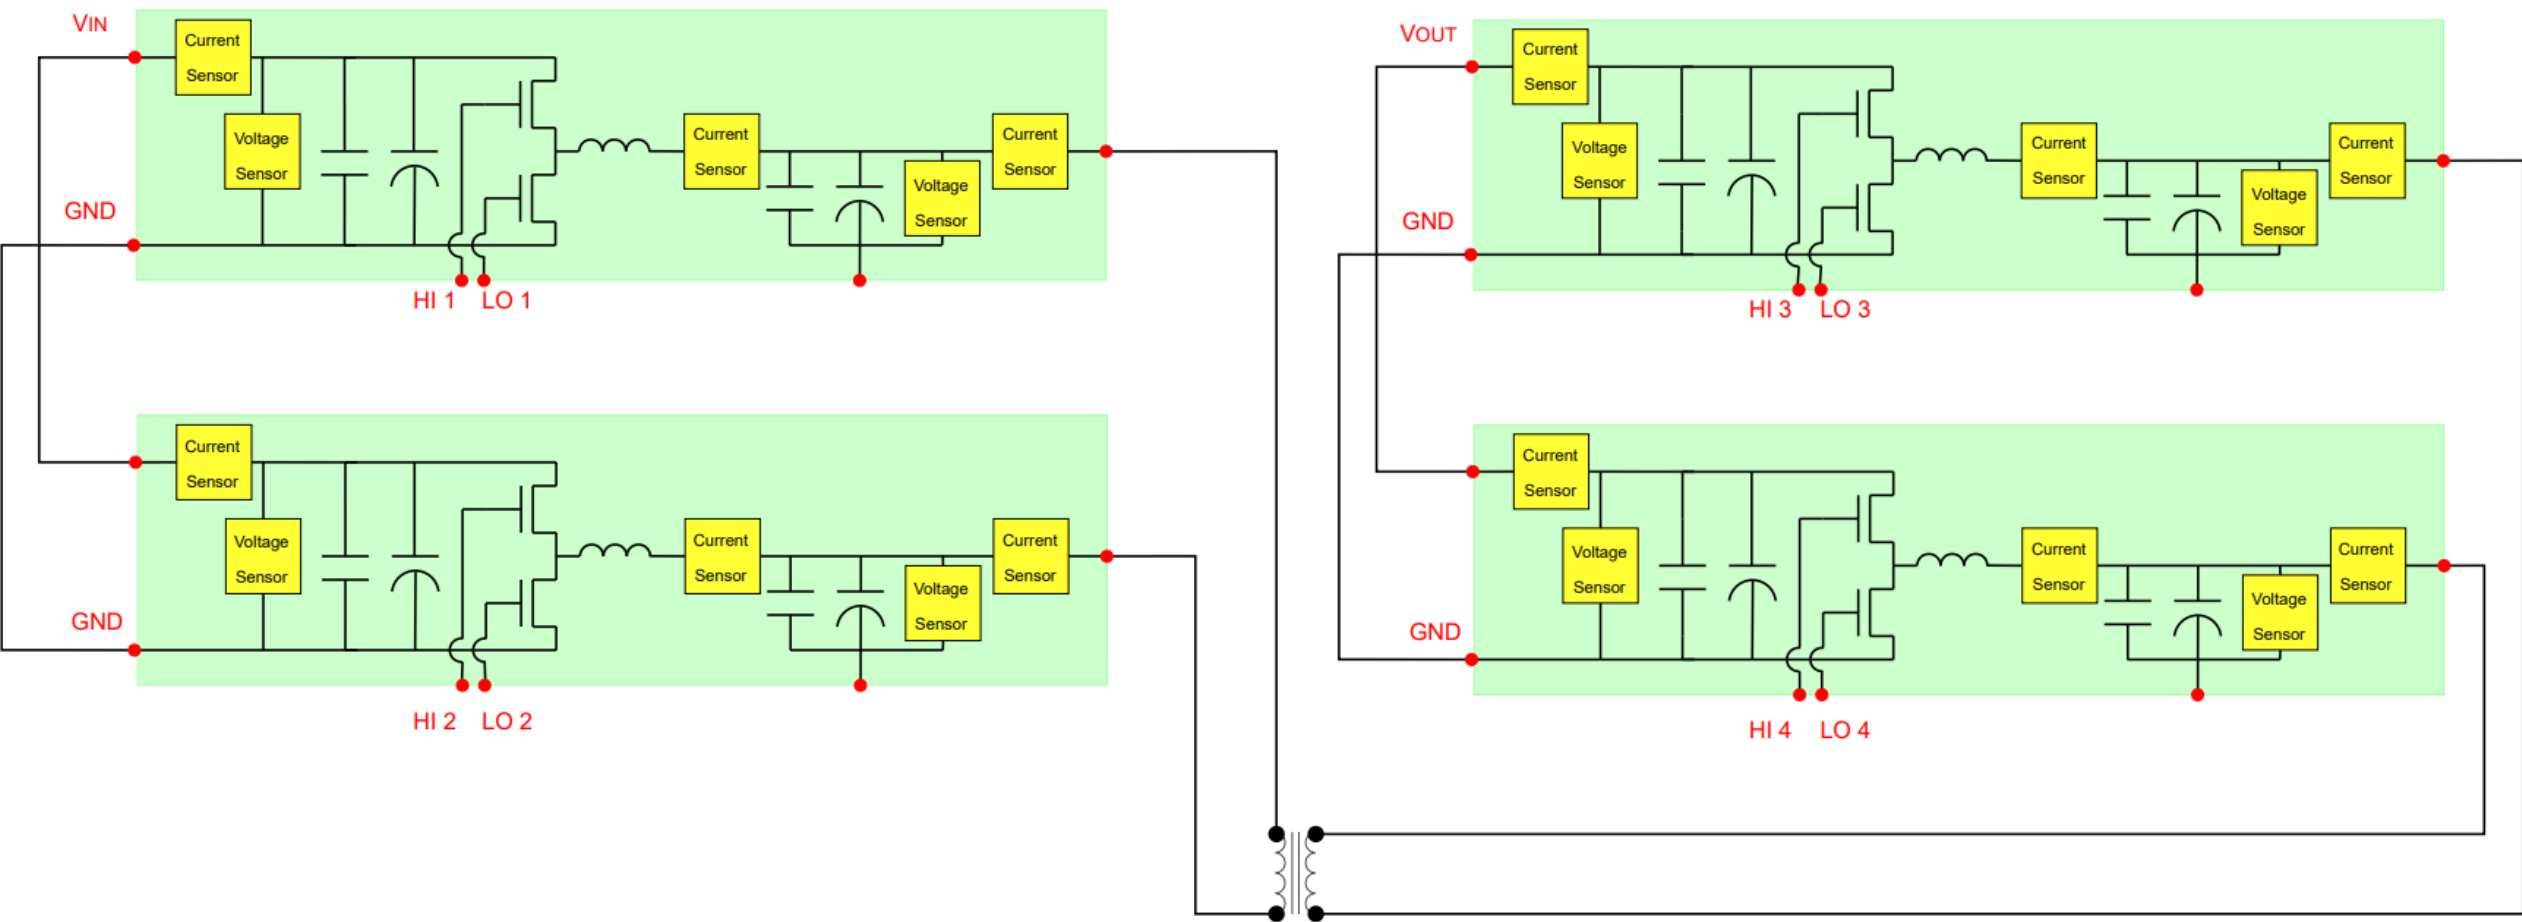 VIN
Current
Sensor
Voltage
Sensor
Current
Sensor
Voltage
Sensor
Current
Sensor
GND
HI 1 LO 1
Current
Sensor
Voltage
Sensor
Current
Sensor
Voltage
Sensor
Current
Sensor
GND
HI 2 LO 2
VOUT
Current
Sensor
Voltage
Sensor
Current
Sensor
Voltage
Sensor
Current
Sensor
GND
HI 3 LO 3
Current
Sensor
Voltage
Sensor
Current
Sensor
Voltage
Sensor
Current
Sensor
GND
HI 4 LO 4